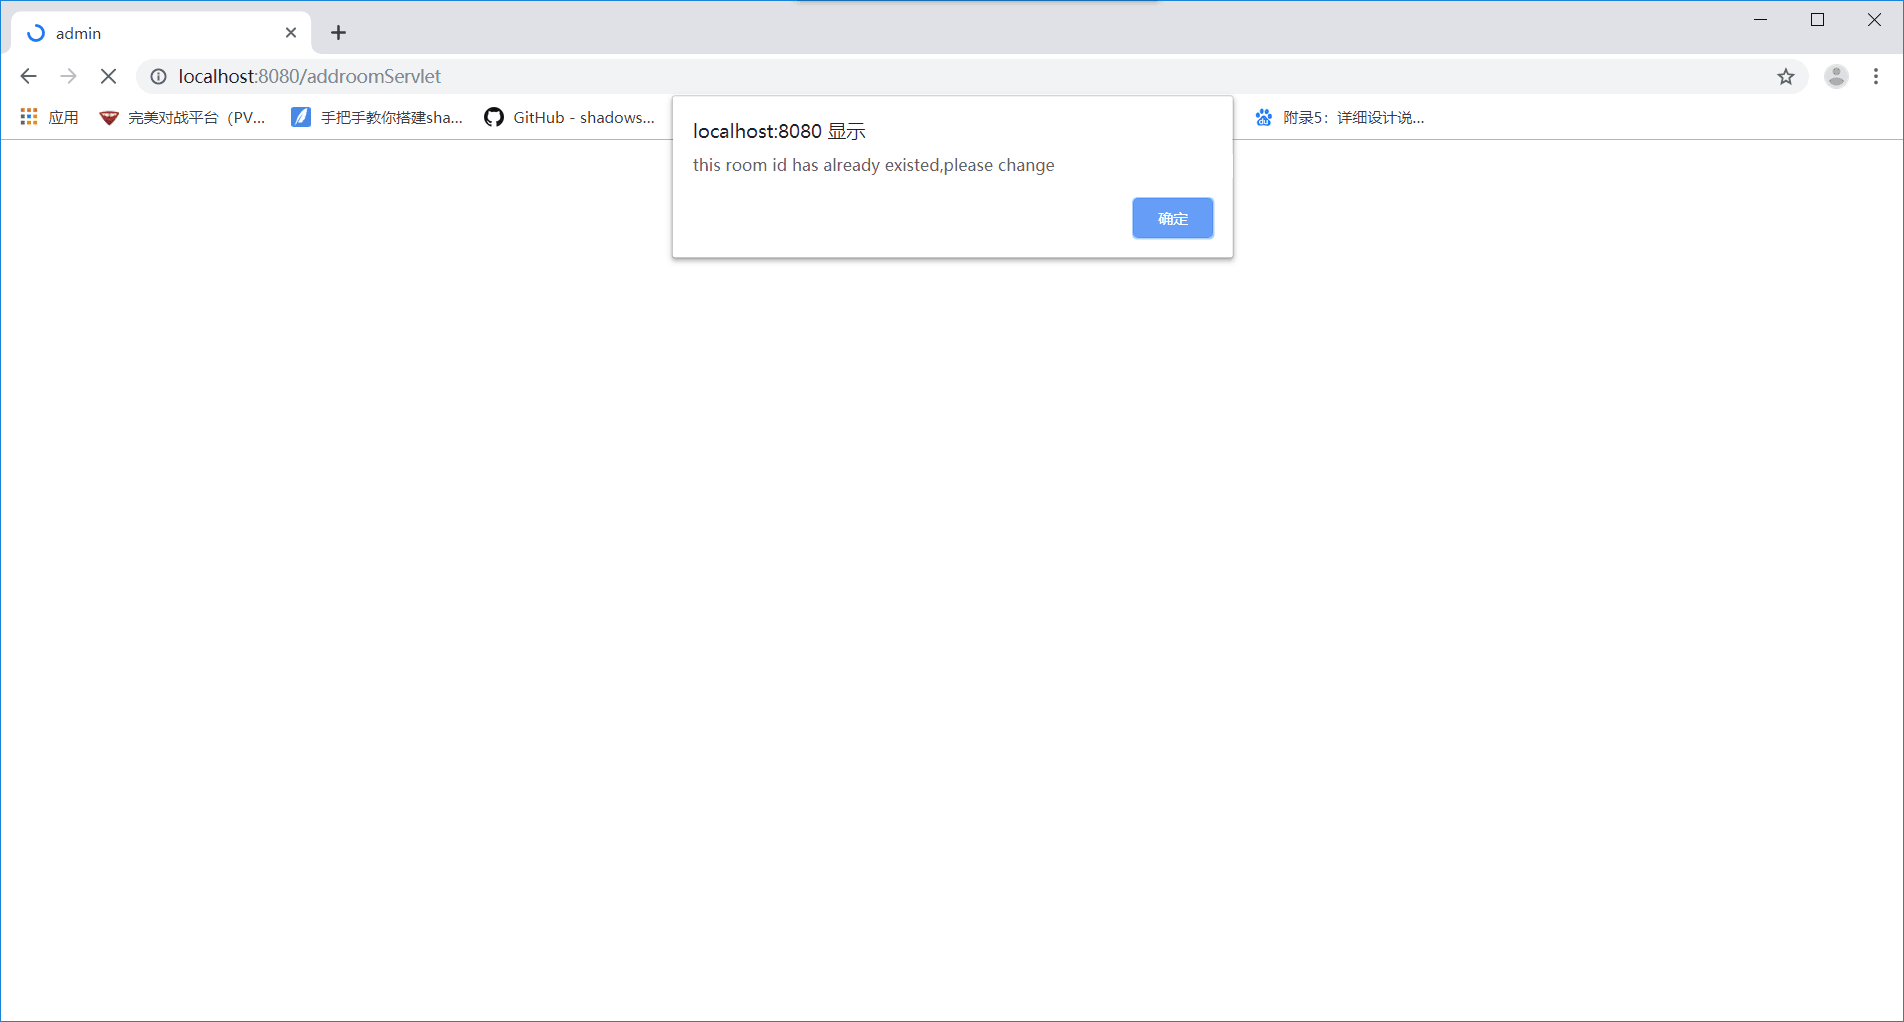 admin
localhost:8080/addroomServlet
应用 完美对战平台（PV... 手把手教你搭建sha... GitHub - shadows... 附录5：详细设计说...
localhost:8080 显示
this room id has already existed,please change
确定